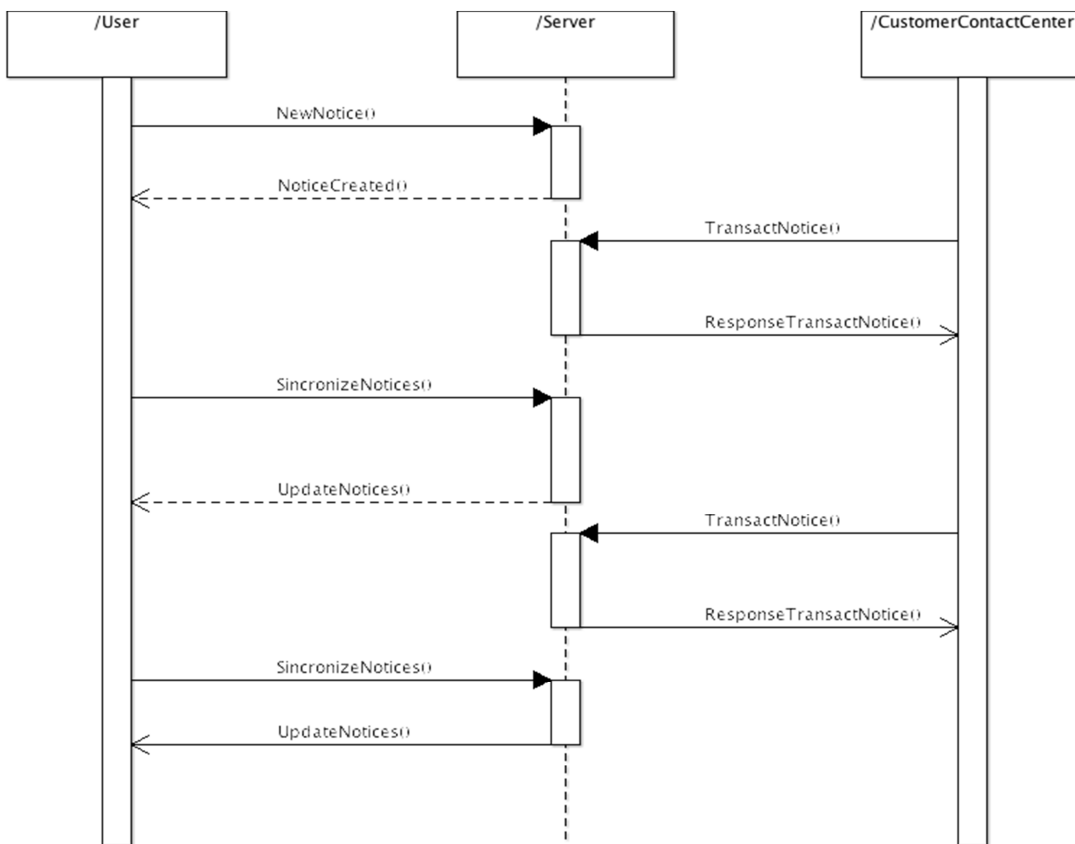 /User
/Server
/CustomerContactCenter
NewNotice()
NoticeCreated()
TransactNotice()
ResponseTransactNotice()
SincronizeNotices()
UpdateNotices()
TransactNotice()
ResponseTransactNotice()
SincronizeNotices()
UpdateNotices()